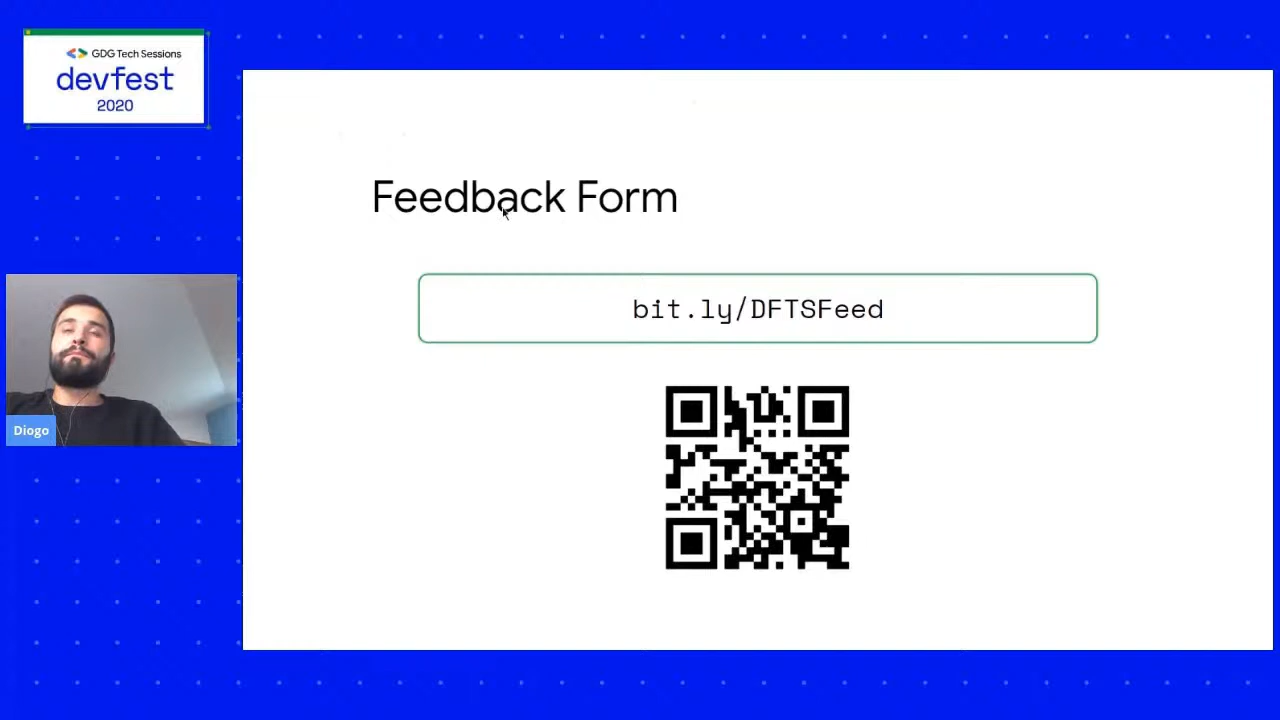 GDG Tech Sessions
devfest
2020
Feedback Form
bit.ly/DFTSFeed
Diogo